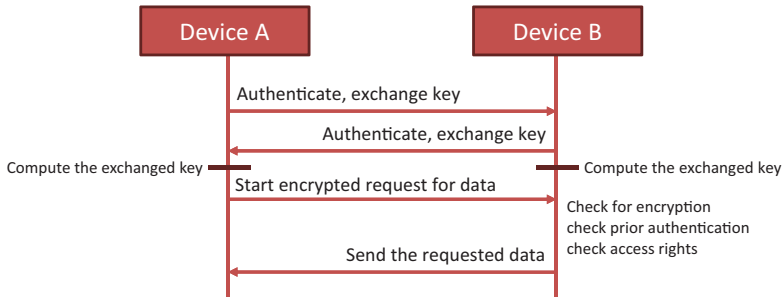 Device A
Device B
Authenticate, exchange key
Authenticate, exchange key
Compute the exchanged key
Compute the exchanged key
Start encrypted request for data
Check for encryption
check prior authentication
check access rights
Send the requested data